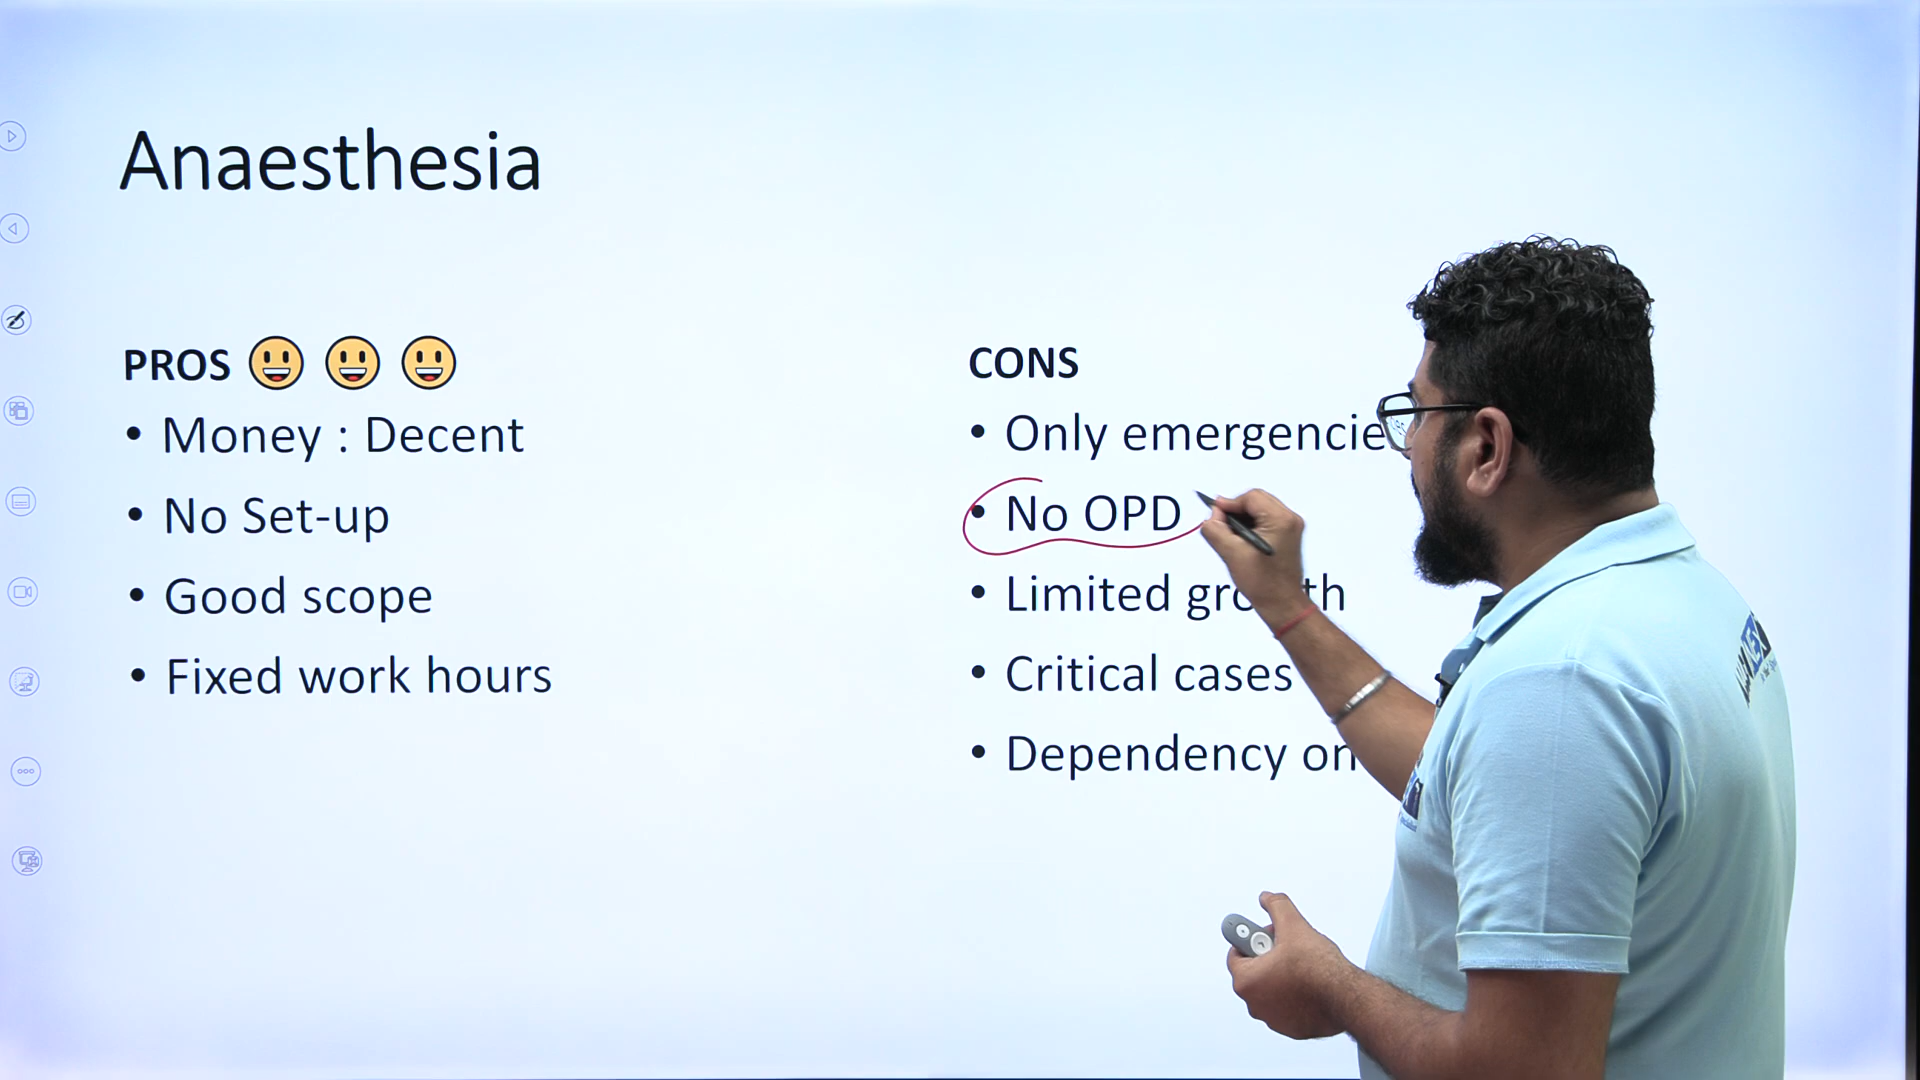 Anaesthesia
PROS
• Money : Decent
• No Set-up
• Good scope
• Fixed work hours
CONS
• Only emergencie
• No OPD
• Limited growth
• Critical cases
• Dependency on